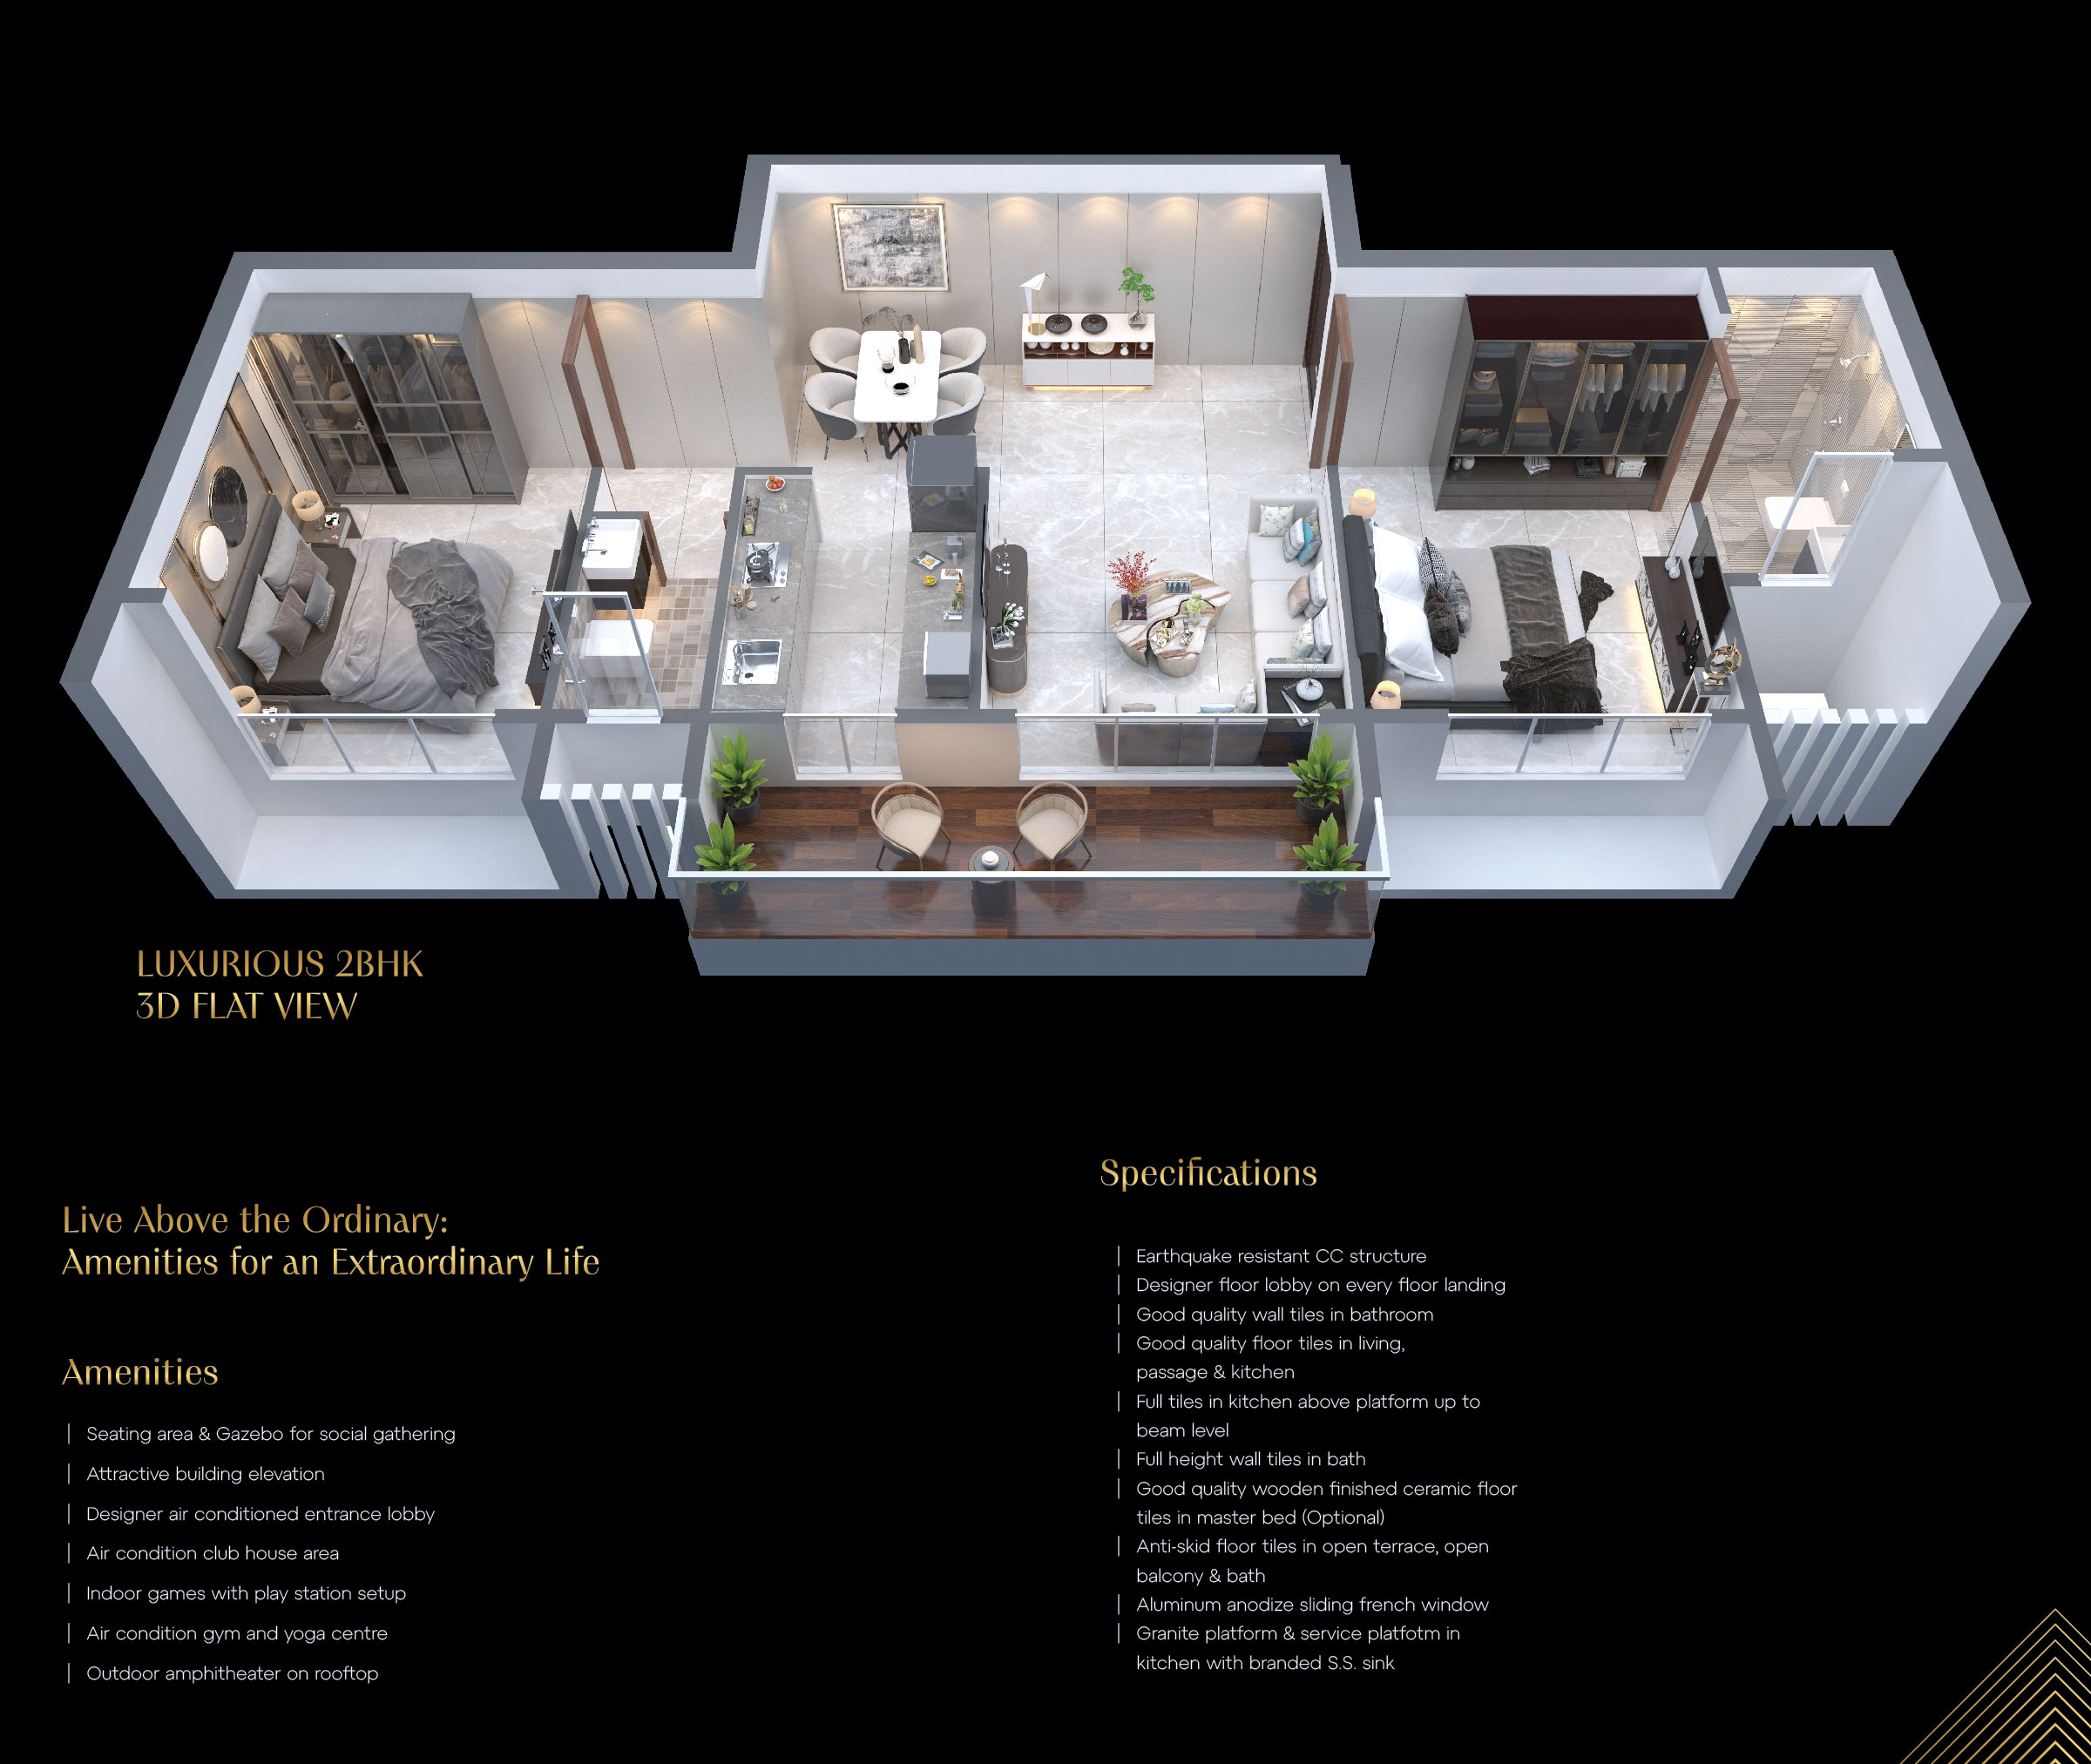 LUXURIOUS 2BHK
3D FLAT VIEW
Live Above the Ordinary:
Amenities for an Extraordinary Life
Amenities
Seating area & Gazebo for social gathering
Attractive building elevation
Designer air conditioned entrance lobby
Air condition club house area
Indoor games with play station setup
Air condition gym and yoga centre
Outdoor amphitheater on rooftop
Specifications
Earthquake resistant CC structure
Designer floor lobby on every floor landing
Good quality wall tiles in bathroom
Good quality floor tiles in living,
passage & kitchen
Full tiles in kitchen above platform up to
beam level
Full height wall tiles in bath
Good quality wooden finished ceramic floor
tiles in master bed (Optional)
Anti-skid floor tiles in open terrace, open
balcony & bath
Aluminum anodize sliding french window
Granite platform & service platfotm in
kitchen with branded S.S. sink